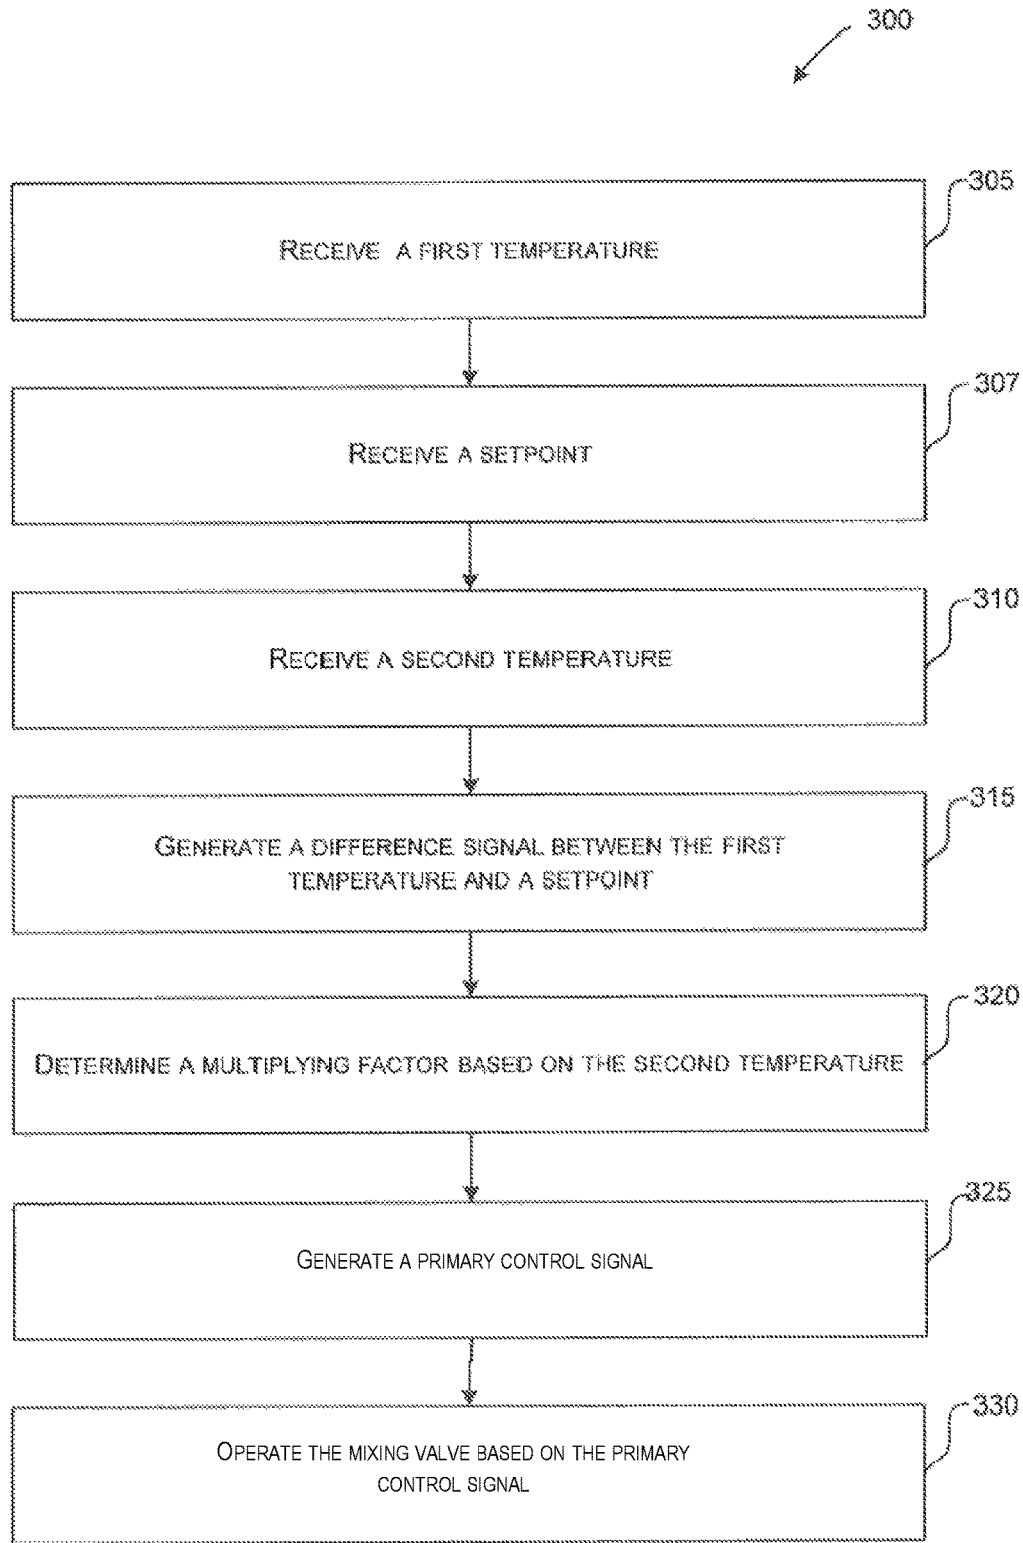 300
305
RECEIVE A FIRST TEMPERATURE
307
RECEIVE A SETPOINT
310
RECEIVE A SECOND TEMPERATURE
315
GENERATE A DIFFERENCE SIGNAL BETWEEN THE FIRST
TEMPERATURE AND A SETPOINT
320
DETERMINE A MULTIPLYING FACTOR BASED ON THE SECOND TEMPERATURE
325
GENERATE A PRIMARY CONTROL SIGNAL
330
OPERATE THE MIXING VALVE BASED ON THE PRIMARY
CONTROL SIGNAL